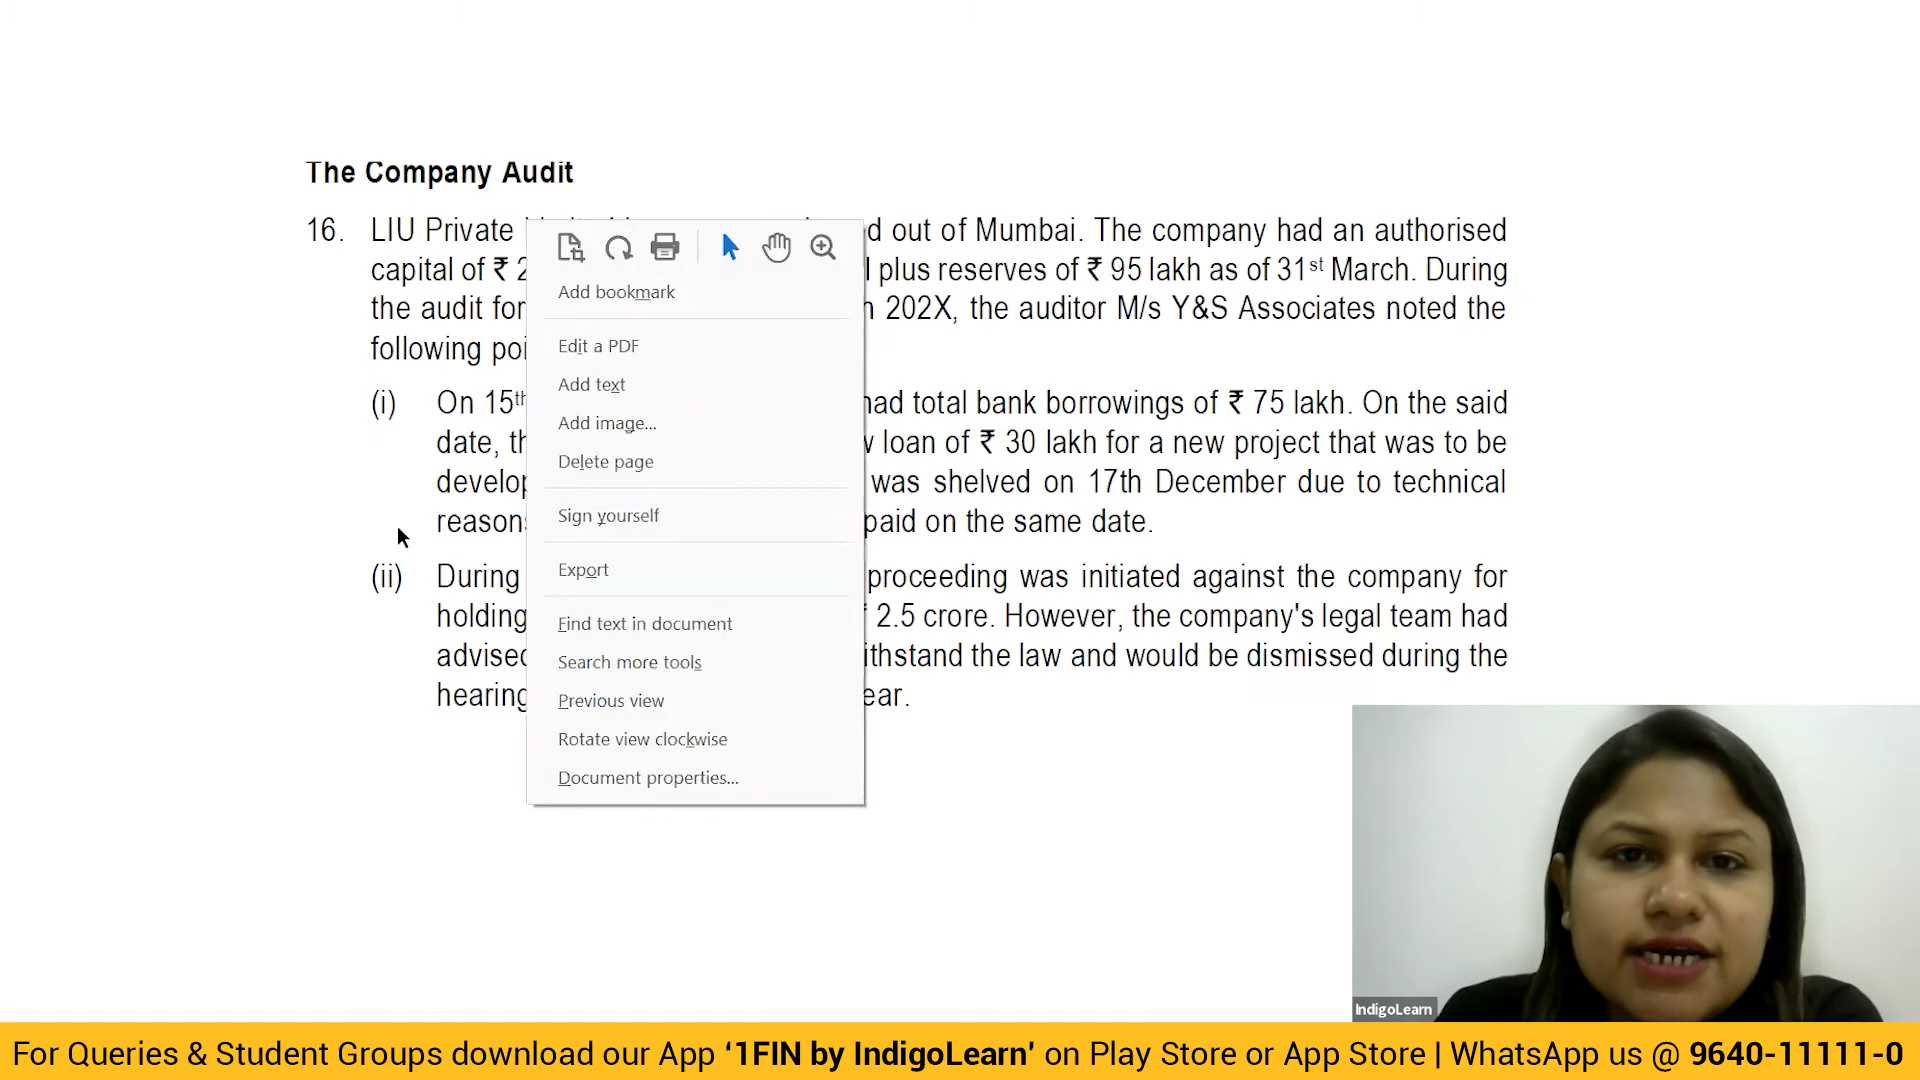 The Company Audit
16. LIU Private d out of Mumbai. The company had an authorised
capital of ₹ 2 l plus reserves of ₹ 95 lakh as of 31st March. During
the audit for 202X, the auditor M/s Y&S Associates noted the
following poi
(i) On 15th had total bank borrowings of ₹ 75 lakh. On the said
date, th loan of ₹ 30 lakh for a new project that was to be
develop was shelved on 17th December due to technical
reasons paid on the same date.
(ii) During proceeding was initiated against the company for
holding 2.5 crore. However, the company's legal team had
advised ithstand the law and would be dismissed during the
hearing ear.
Add bookmark
Edit a PDF
Add text
Add image...
Delete page
Sign yourself
Export
Find text in document
Search more tools
Previous view
Rotate view clockwise
Document properties...
IndigoLearn
For Queries & Student Groups download our App ‘1FIN by IndigoLearn’ on Play Store or App Store | WhatsApp us @ 9640-11111-0